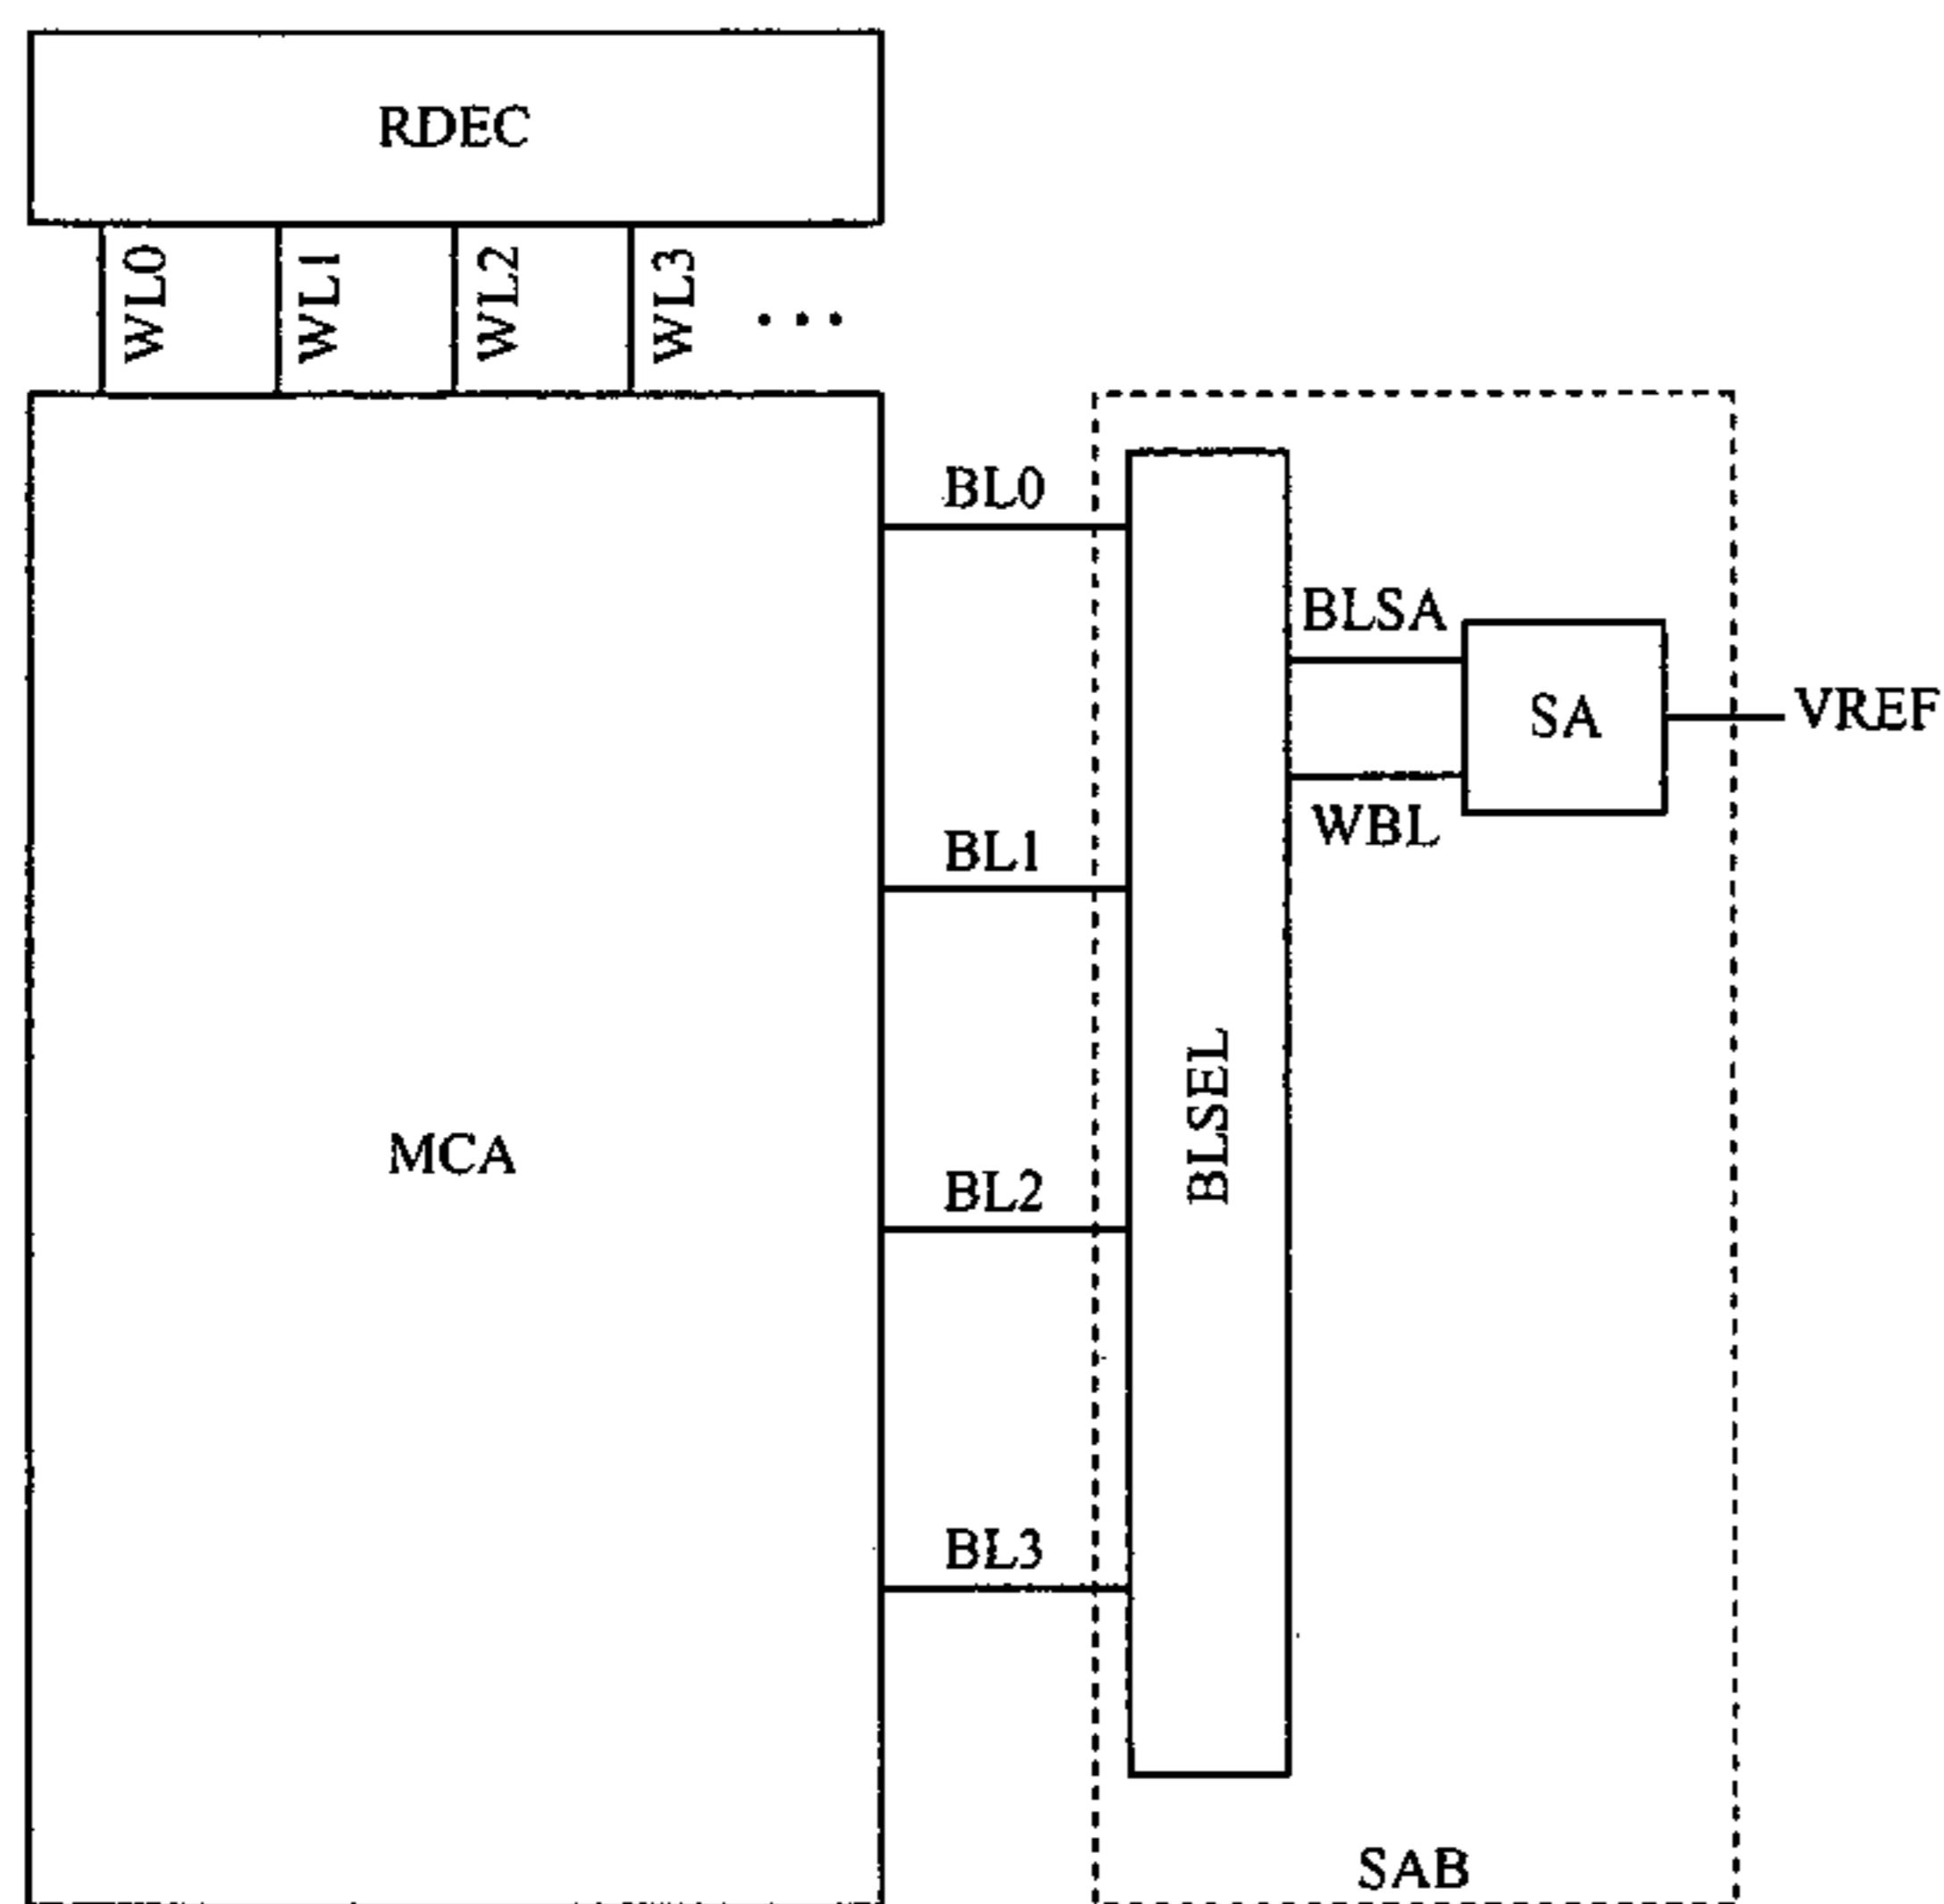 RDEC
WL0
WL1
WL2
WL3
...
BL0
BLSA
SA
VREF
WBL
BL1
MCA
BLSEL
BL2
BL3
SAB